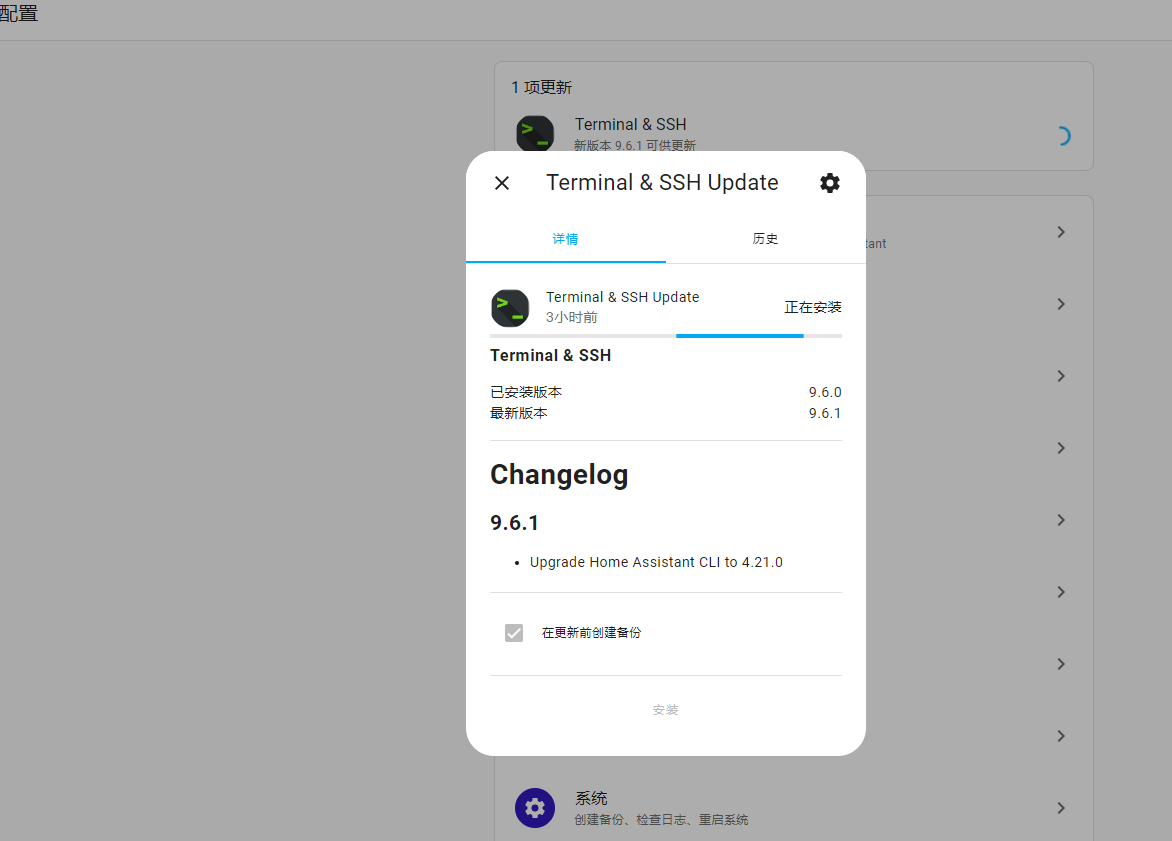 配置
1 项更新
Terminal & SSH
新版本 9.6.1 可供更新
Terminal & SSH Update
详情
历史
tant
Terminal & SSH Update
正在安装
3小时前
Terminal & SSH
已安装版本 9.6.0
最新版本 9.6.1
Changelog
9.6.1
• Upgrade Home Assistant CLI to 4.21.0
在更新前创建备份
安装
系统
创建备份、检查日志、重启系统